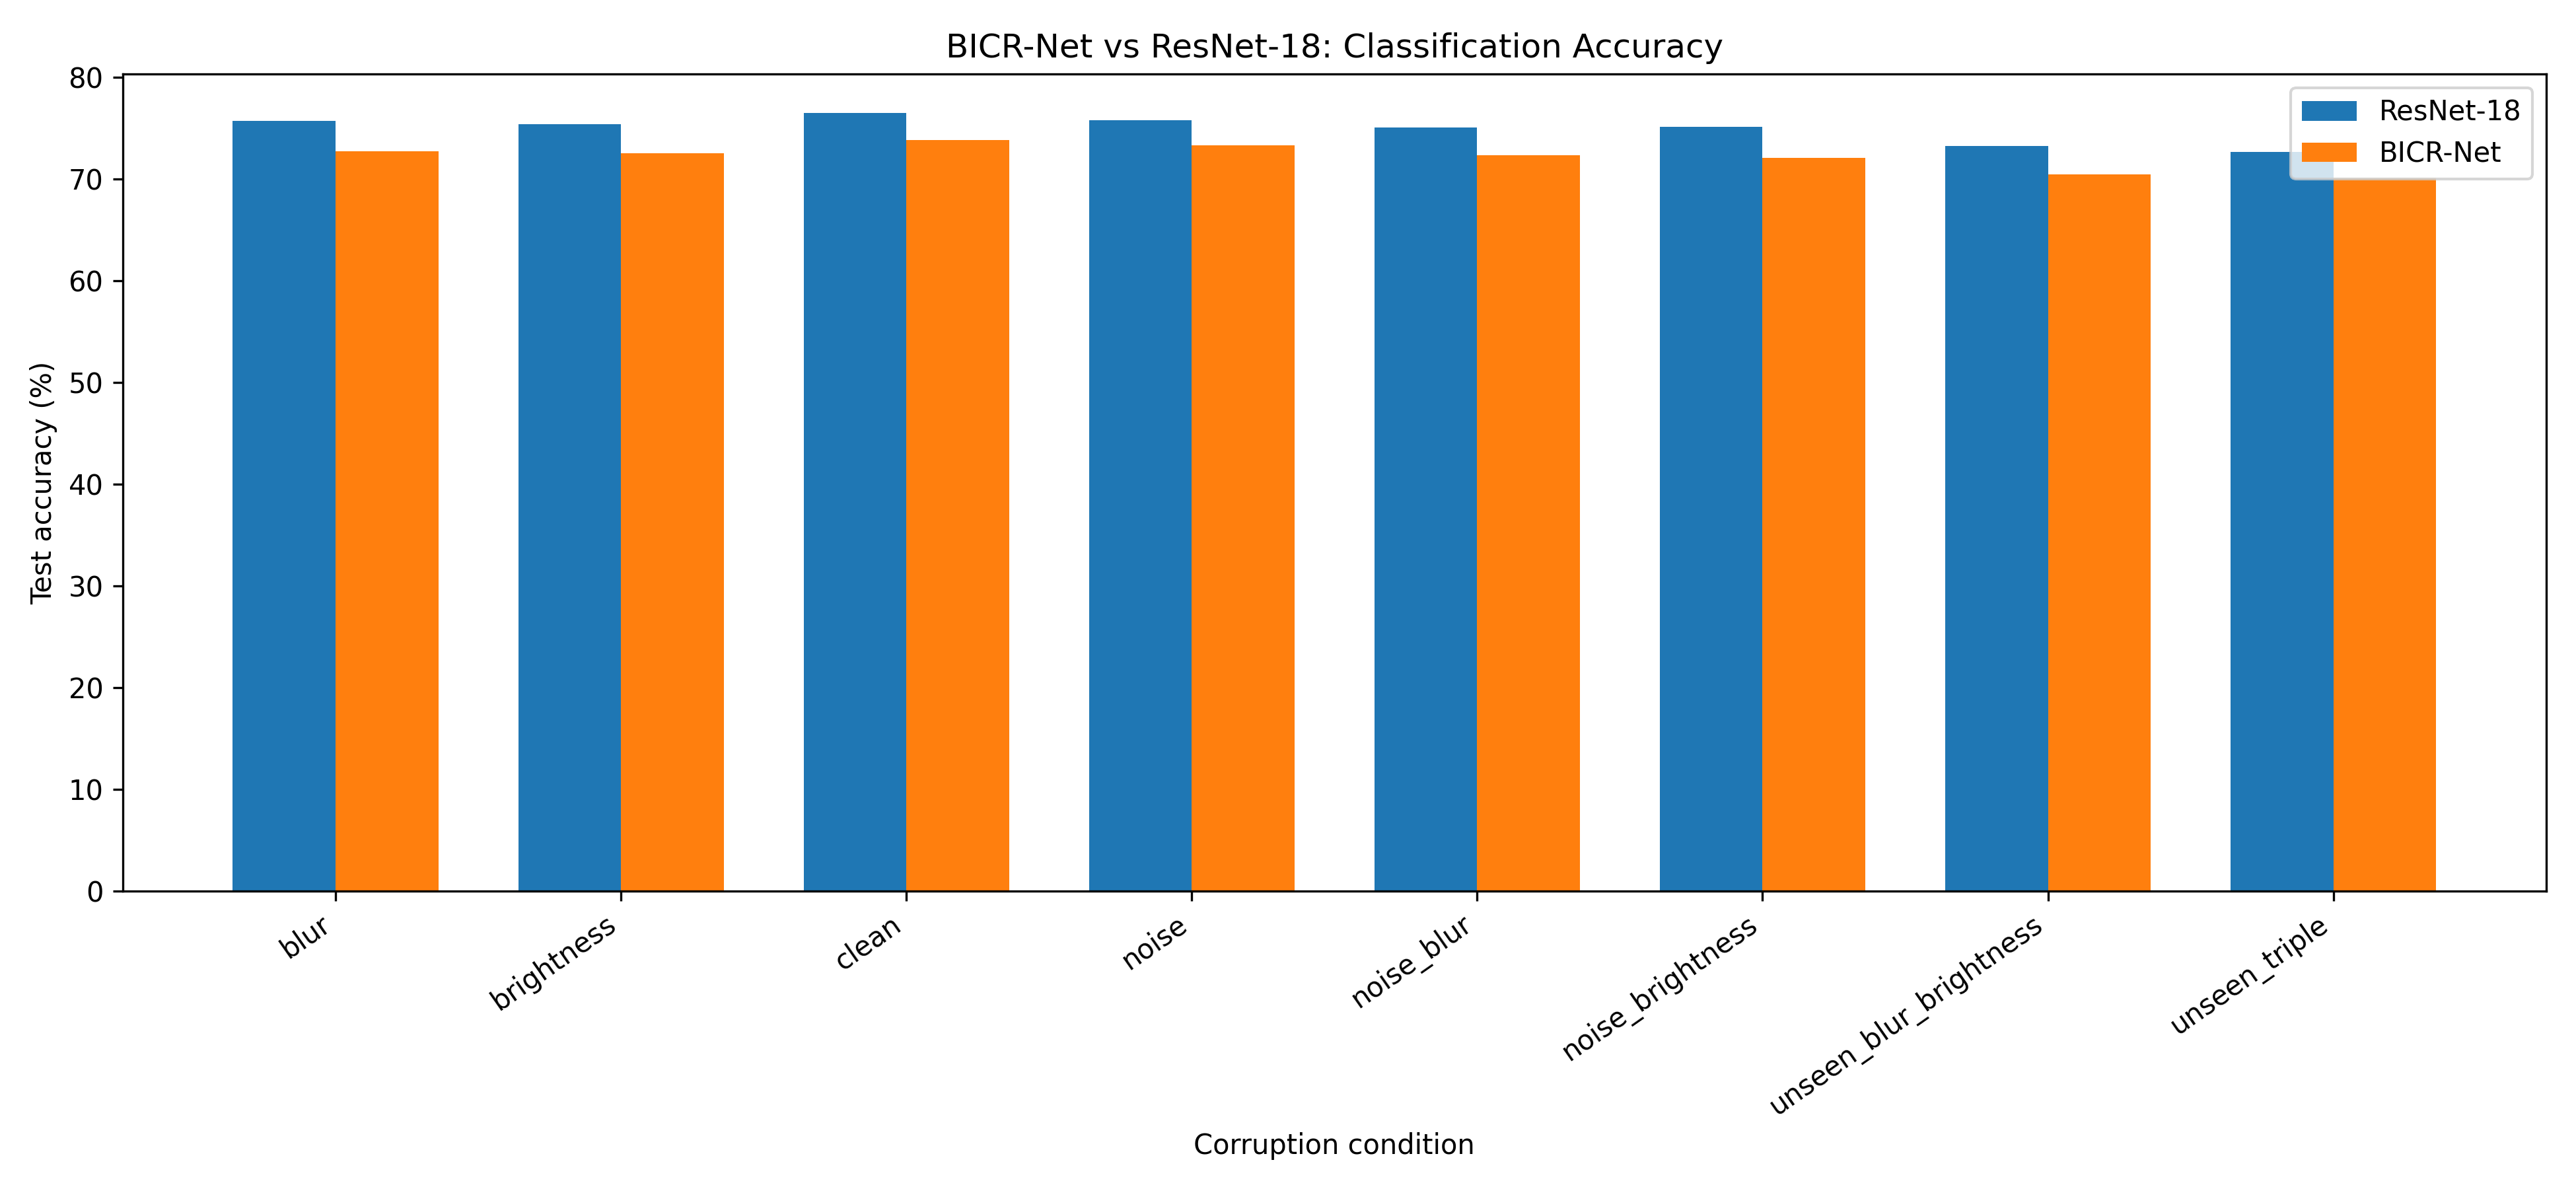 BICR-Net vs ResNet-18: Classification Accuracy
80
70
60
50
40
30
20
10
0
Test accuracy (%)
ResNet-18
BICR-Net
blur
brightness
clean
noise
noise_blur
noise_brightness
unseen_blur_brightness
unseen_triple
Corruption condition